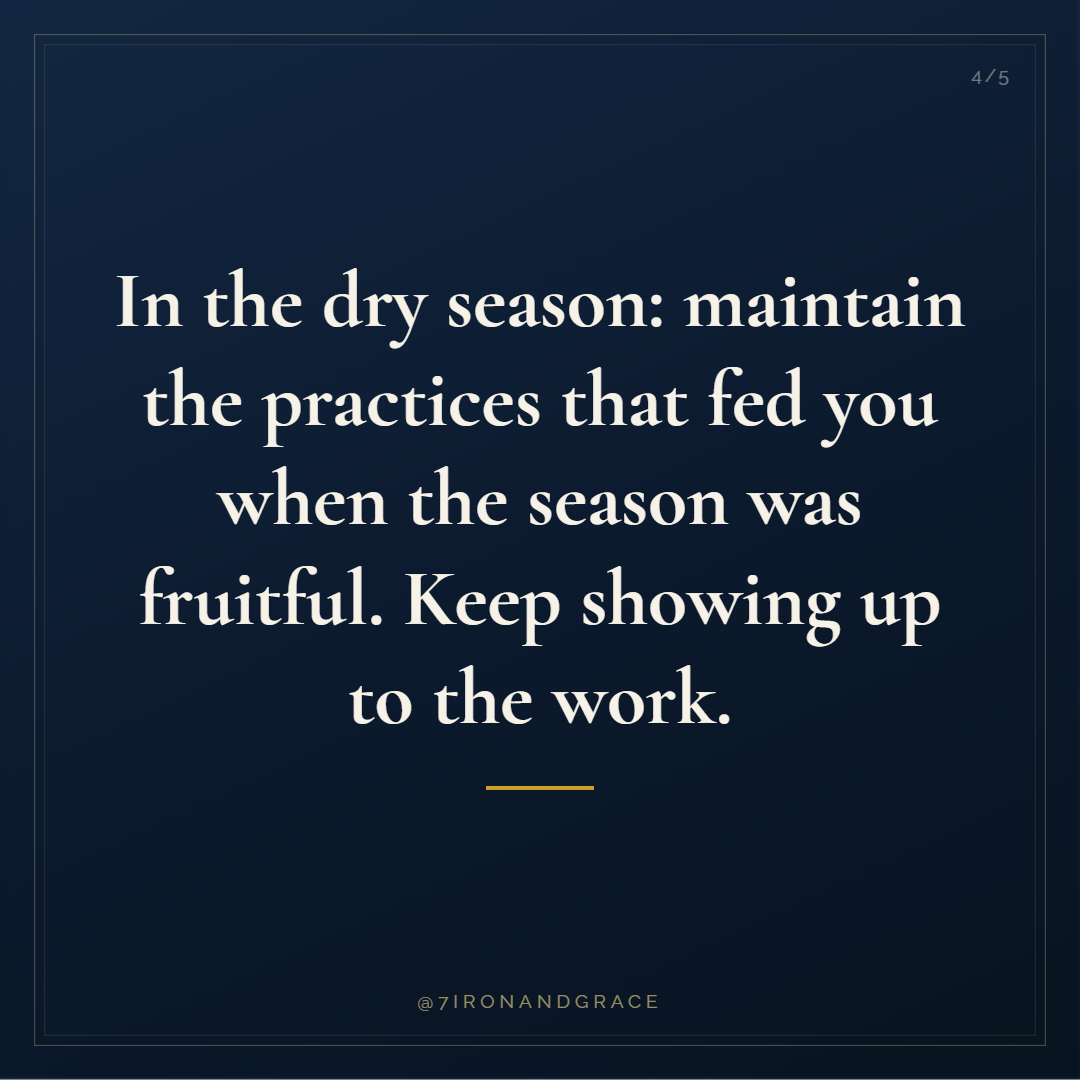 4/5
In the dry season: maintain
the practices that fed you
when the season was
fruitful. Keep showing up
to the work.
@7IRONANDGRACE